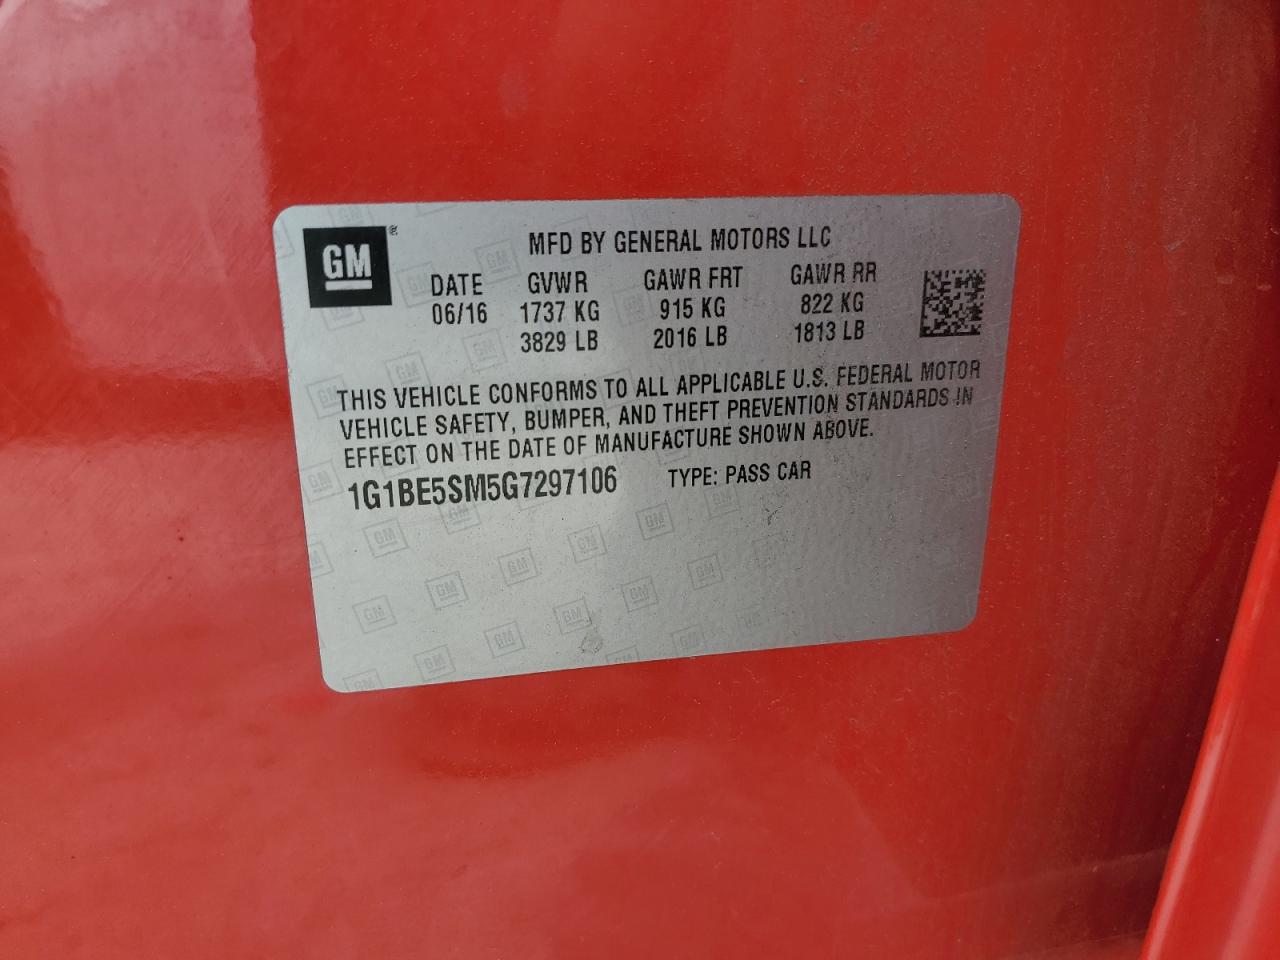 GM®
MFD BY GENERAL MOTORS LLC
DATE GVWR GAWR FRT GAWR RR
06/16 1737 KG 915 KG 822 KG
3829 LB 2016 LB 1813 LB
THIS VEHICLE CONFORMS TO ALL APPLICABLE U.S. FEDERAL MOTOR
VEHICLE SAFETY, BUMPER, AND THEFT PREVENTION STANDARDS IN
EFFECT ON THE DATE OF MANUFACTURE SHOWN ABOVE.
1G1BE5SM5G7297106 TYPE: PASS CAR